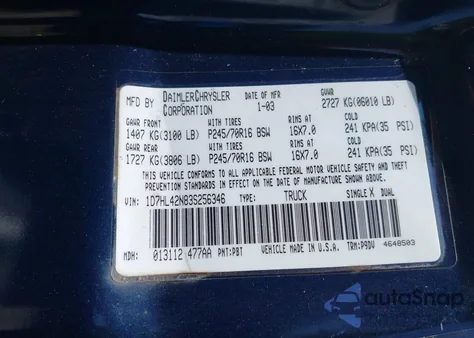 MFD BY DAIMLERCHRYSLER CORPORATION DATE OF MFR 1-03 GVWR 2727 KG(06010 LB)
GAWR FRONT WITH TIRES RIMS AT COLD
1407 KG(3100 LB) P245/70R16 BSW 16X7.0 241 KPA(35 PSI)
GAWR REAR WITH TIRES RIMS AT COLD
1727 KG(3806 LB) P245/70R16 BSW 16X7.0 241 KPA(35 PSI)
THIS VEHICLE CONFORMS TO ALL APPLICABLE FEDERAL MOTOR VEHICLE SAFETY AND
THEFT PREVENTION STANDARDS IN EFFECT ON THE DATE OF MANUFACTURE SHOWN ABOVE.
VIN: 1D7HL42N83S256346 TYPE: TRUCK SINGLE X DUAL
MDH: 013112 477AA PNT:PBT VEHICLE MADE IN U.S.A. TRM:P9DV 4648503
autoSnap